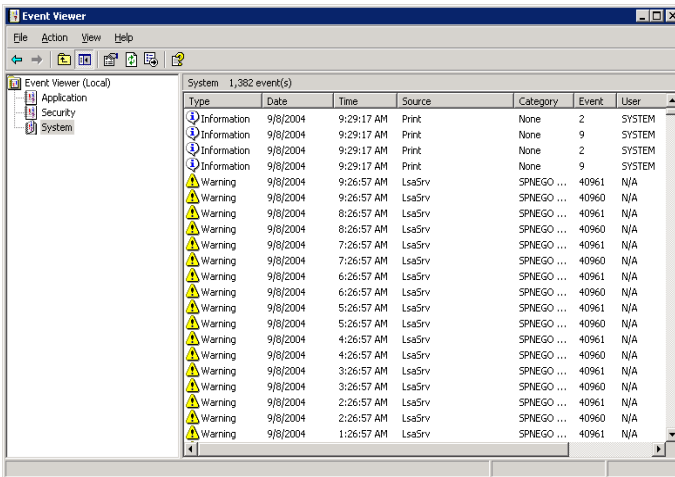 Event Viewer
File Action View Help
Event Viewer (Local)
Application
Security
System
System 1,382 event(s)
Type Date Time Source Category Event User
Information 9/8/2004 9:29:17 AM Print None 2 SYSTEM
Information 9/8/2004 9:29:17 AM Print None 9 SYSTEM
Information 9/8/2004 9:29:17 AM Print None 2 SYSTEM
Information 9/8/2004 9:29:17 AM Print None 9 SYSTEM
Warning 9/8/2004 9:26:57 AM LsaSrv SPNEGO ... 40961 N/A
Warning 9/8/2004 9:26:57 AM LsaSrv SPNEGO ... 40960 N/A
Warning 9/8/2004 8:26:57 AM LsaSrv SPNEGO ... 40961 N/A
Warning 9/8/2004 8:26:57 AM LsaSrv SPNEGO ... 40960 N/A
Warning 9/8/2004 7:26:57 AM LsaSrv SPNEGO ... 40961 N/A
Warning 9/8/2004 7:26:57 AM LsaSrv SPNEGO ... 40960 N/A
Warning 9/8/2004 6:26:57 AM LsaSrv SPNEGO ... 40961 N/A
Warning 9/8/2004 6:26:57 AM LsaSrv SPNEGO ... 40960 N/A
Warning 9/8/2004 5:26:57 AM LsaSrv SPNEGO ... 40961 N/A
Warning 9/8/2004 5:26:57 AM LsaSrv SPNEGO ... 40960 N/A
Warning 9/8/2004 4:26:57 AM LsaSrv SPNEGO ... 40961 N/A
Warning 9/8/2004 4:26:57 AM LsaSrv SPNEGO ... 40960 N/A
Warning 9/8/2004 3:26:57 AM LsaSrv SPNEGO ... 40961 N/A
Warning 9/8/2004 3:26:57 AM LsaSrv SPNEGO ... 40960 N/A
Warning 9/8/2004 2:26:57 AM LsaSrv SPNEGO ... 40961 N/A
Warning 9/8/2004 2:26:57 AM LsaSrv SPNEGO ... 40960 N/A
Warning 9/8/2004 1:26:57 AM LsaSrv SPNEGO ... 40961 N/A